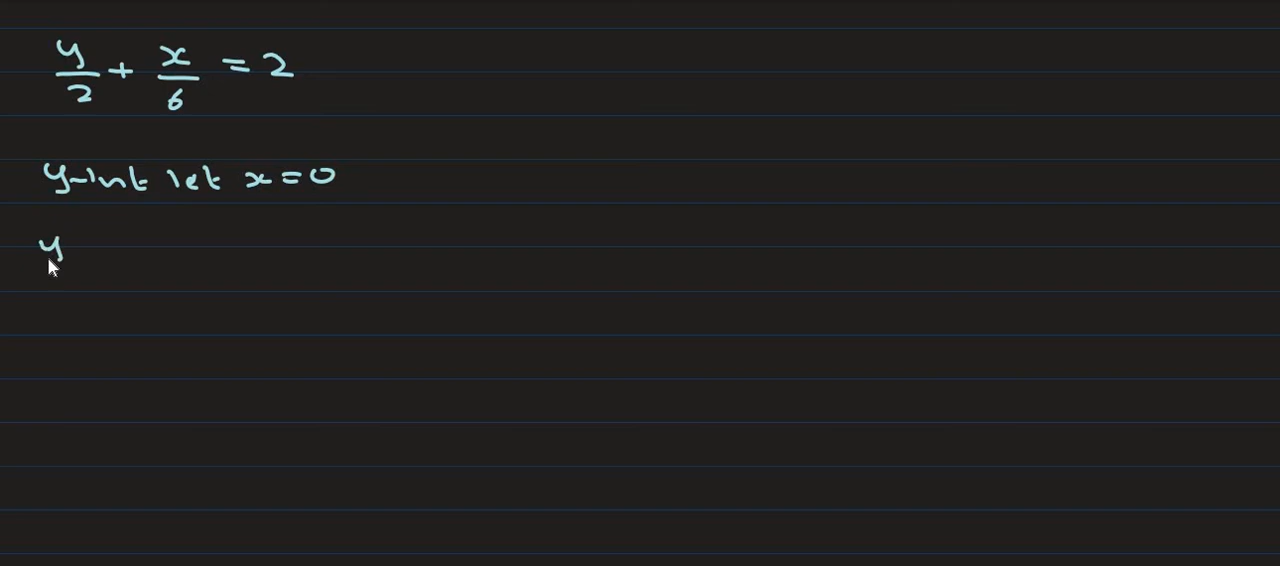 y/2 + x/6 = 2
y-int let x = 0
y